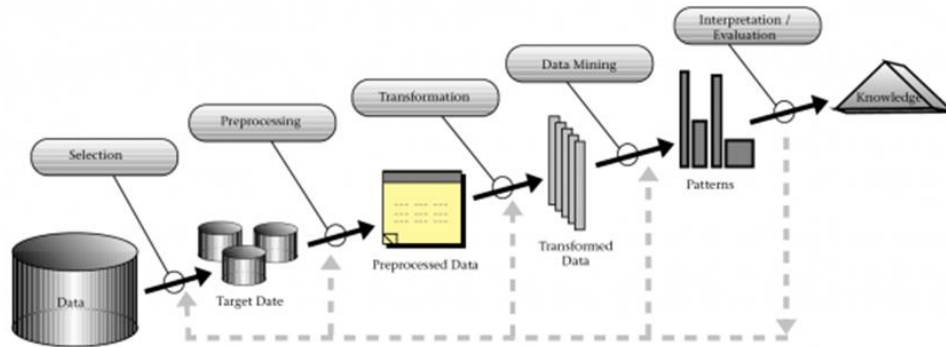 Interpretation /
Evaluation
Data Mining
Transformation
Preprocessing
Selection
Knowledge
Patterns
Transformed
Data
Preprocessed Data
Target Date
Data